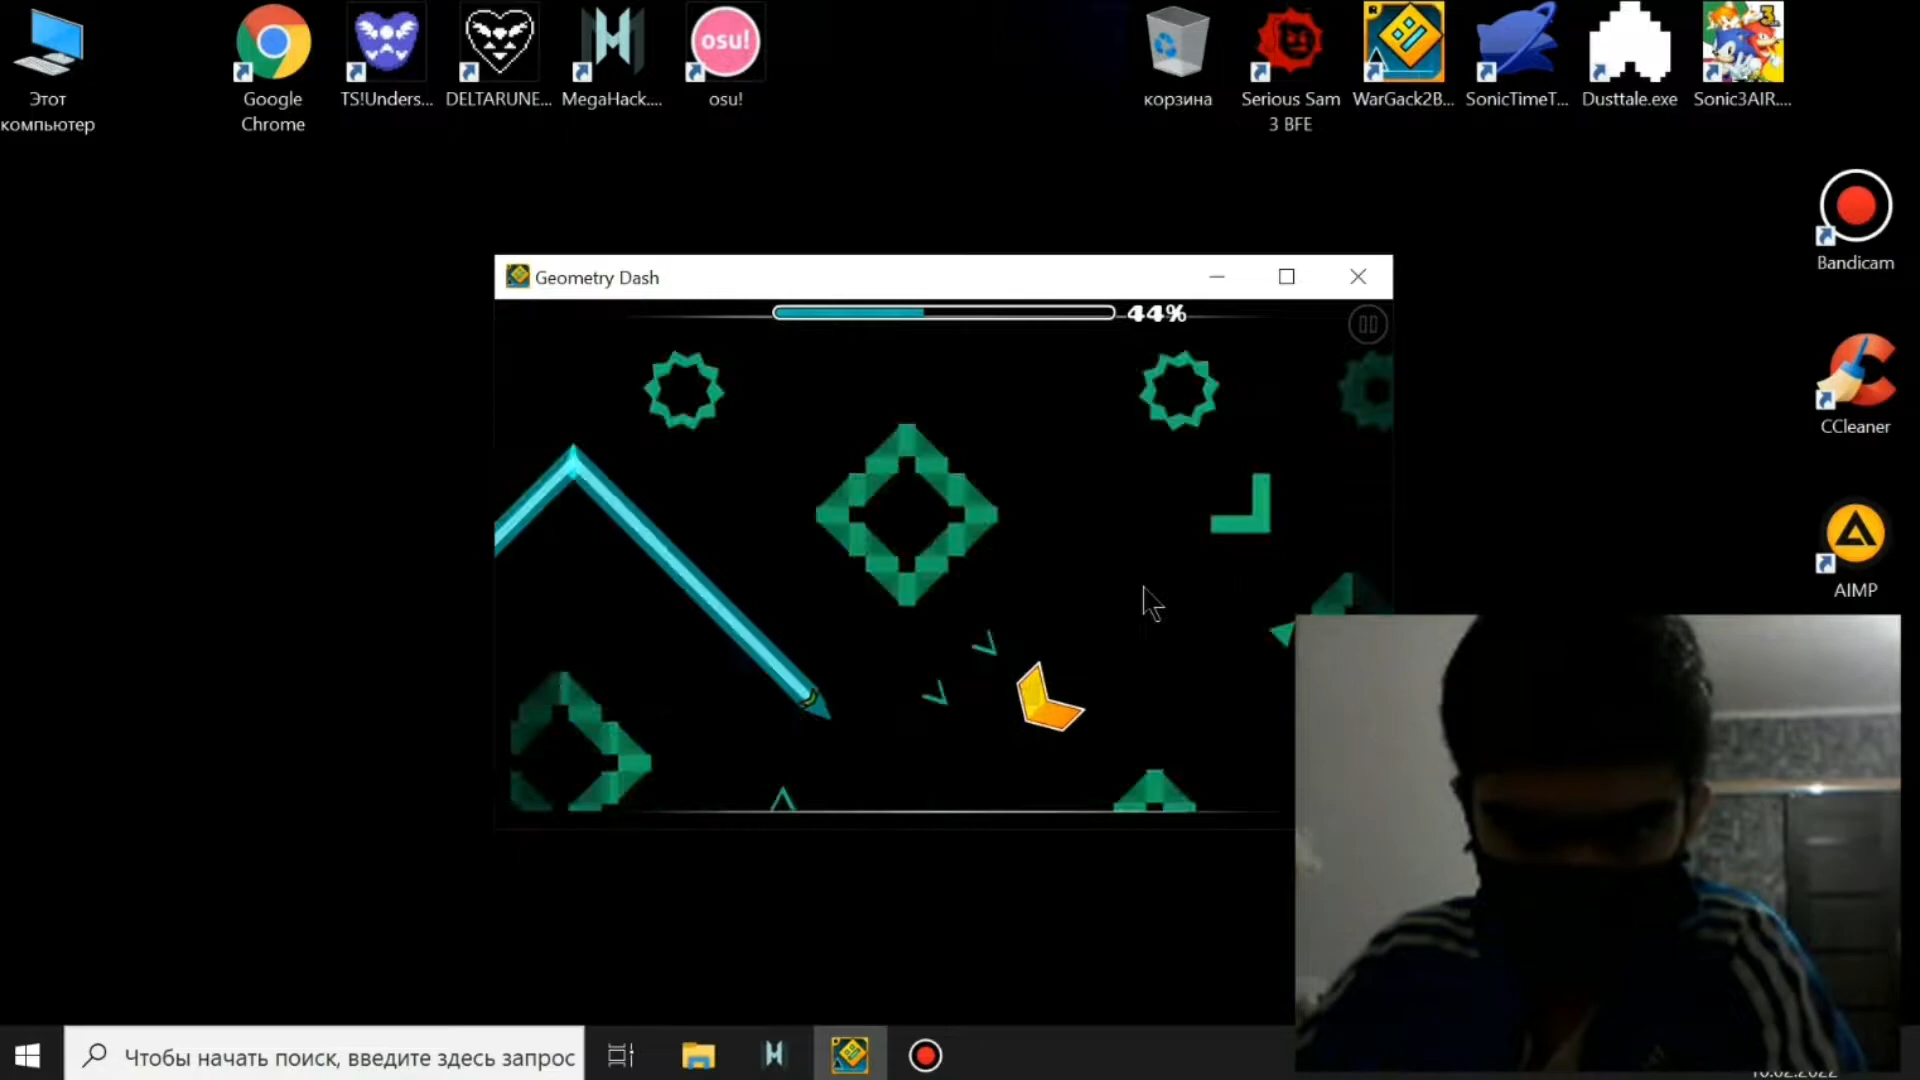 Этот
компьютер
Google
Chrome
TS!Unders...
DELTARUNE...
MegaHack....
osu!
osu!
корзина
Serious Sam
3 BFE
WarGack2B...
SonicTimeT...
Dusttale.exe
Sonic3AIR....
Bandicam
CCleaner
AIMP
Geometry Dash
44%
Чтобы начать поиск, введите здесь запрос